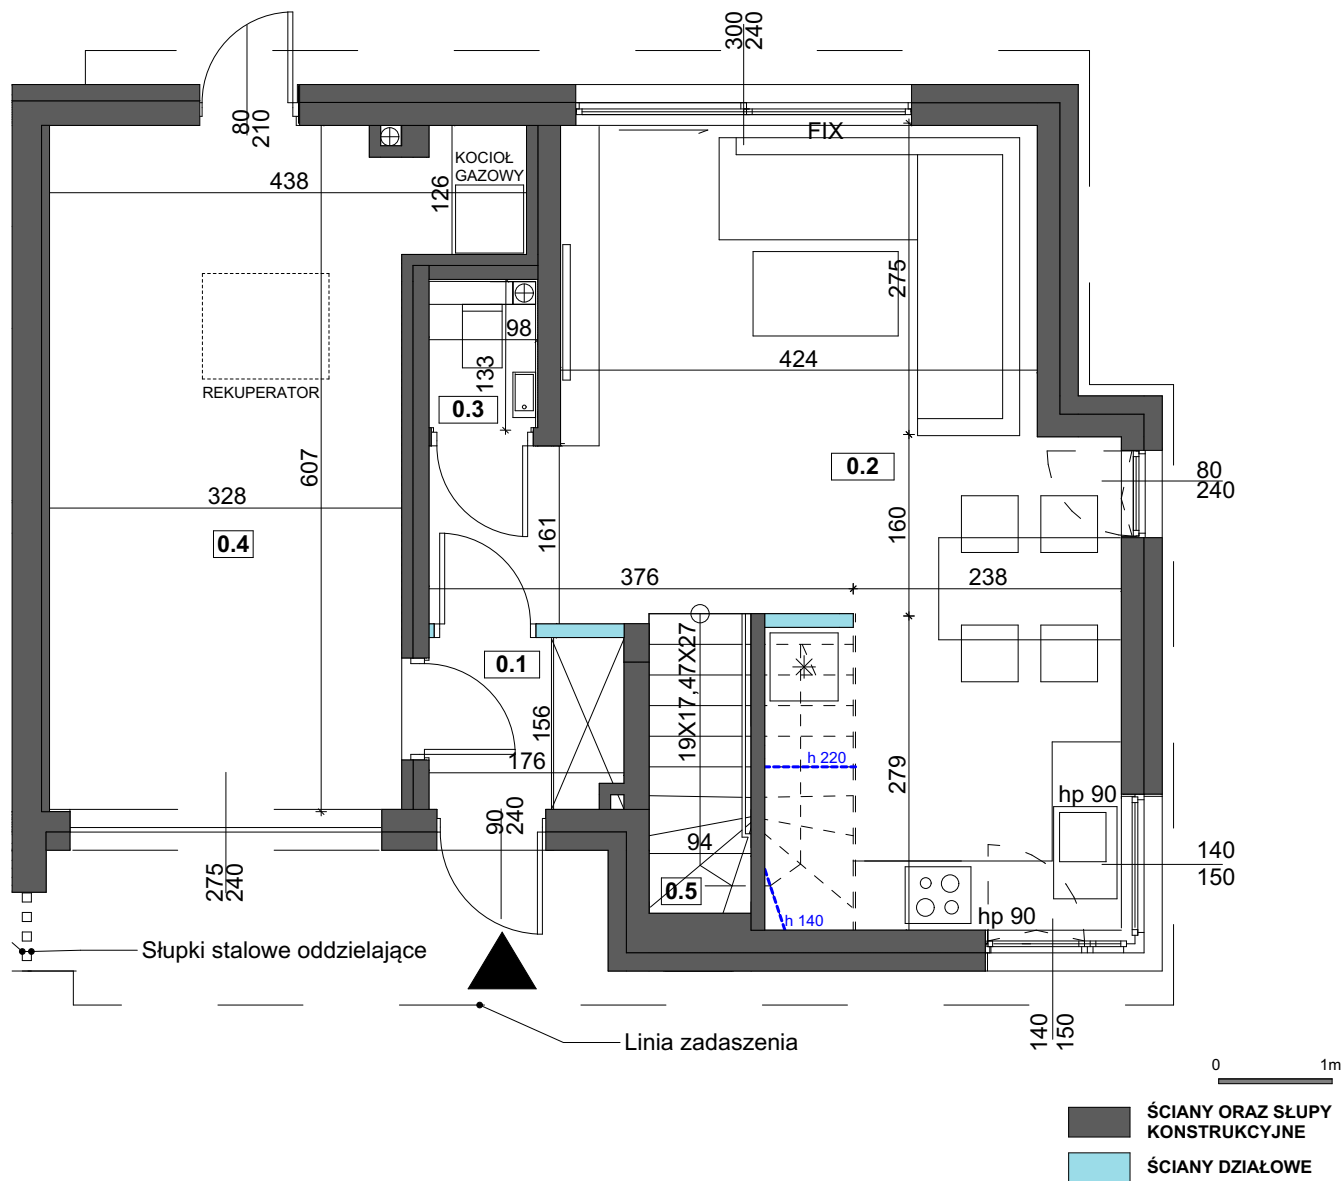 300
240
80
210
FIX
KOCIOŁ
GAZOWY
438
126
275
98
424
133
REKUPERATOR
0.3
607
0.2
80
240
328
161
160
0.4
376
238
0.1
19X17,47X27
156
h 220
176
279
hp 90
90
240
94
140
150
275
240
0.5
h 140
hp 90
Słupki stalowe oddzielające
140
150
Linia zadaszenia
0
1m
ŚCIANY ORAZ SŁUPY
KONSTRUKCYJNE
ŚCIANY DZIAŁOWE